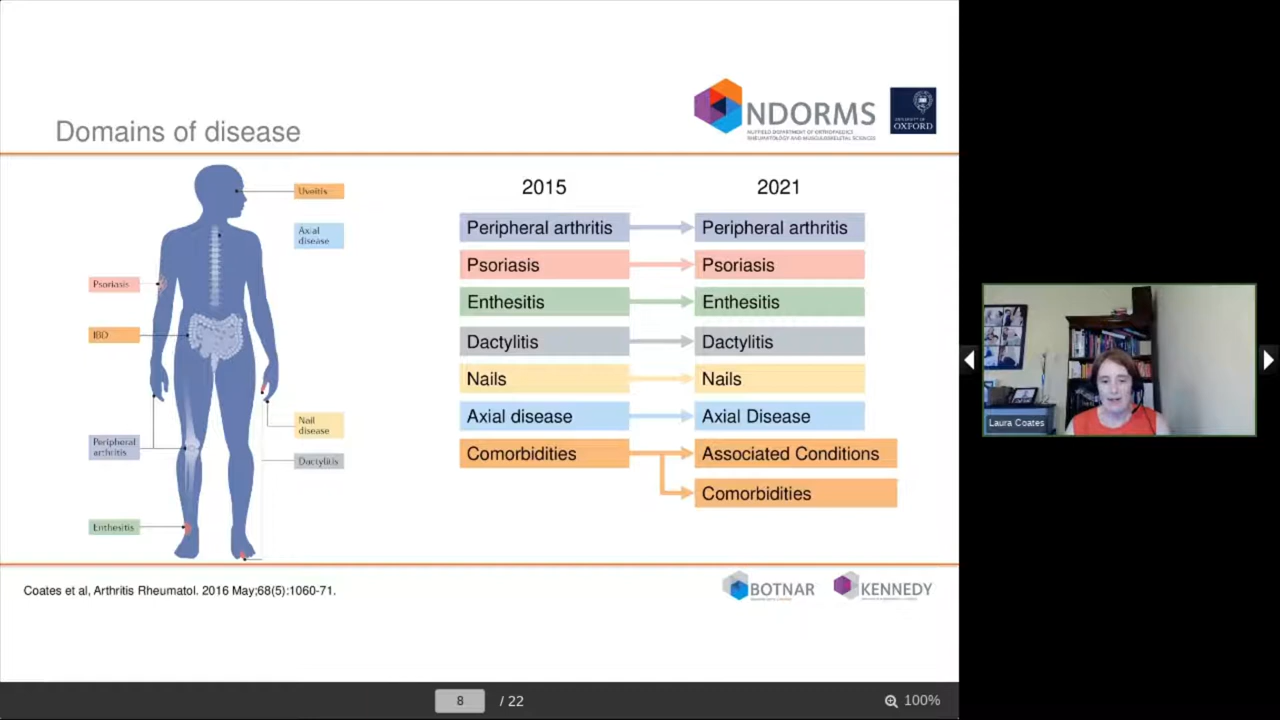 Domains of disease
NDORMS
NUFFIELD DEPARTMENT OF ORTHOPAEDICS
RHEUMATOLOGY AND MUSCULOSKELETAL SCIENCES
UNIVERSITY OF
OXFORD
Uveitis
Axial
disease
Psoriasis
IBD
Nail
disease
Peripheral
arthritis
Dactylitis
Enthesitis
2015
2021
Peripheral arthritis
Peripheral arthritis
Psoriasis
Psoriasis
Enthesitis
Enthesitis
Dactylitis
Dactylitis
Nails
Nails
Axial disease
Axial Disease
Comorbidities
Associated Conditions
Comorbidities
Coates et al, Arthritis Rheumatol. 2016 May;68(5):1060-71.
BOTNAR
KENNEDY
Laura Coates
8 / 22
100%